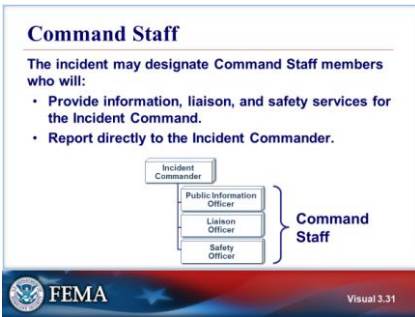 Command Staff
The incident may designate Command Staff members
who will:
• Provide information, liaison, and safety services for
the Incident Command.
• Report directly to the Incident Commander.
Incident
Commander
Public Information
Officer
Liaison
Officer
Safety
Officer
Command
Staff
FEMA
Visual 3.31